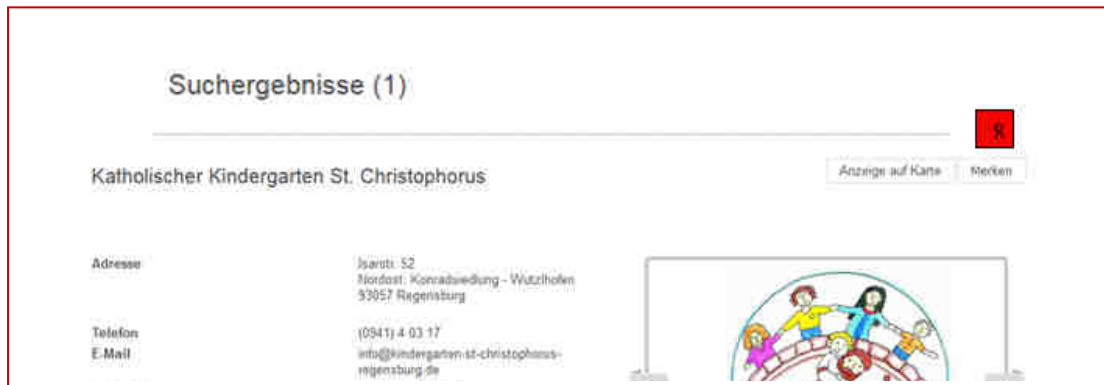 Suchergebnisse (1)
8
Katholischer Kindergarten St. Christophorus
Anzeige auf Karte
Merken
Adresse
Isarstr. 52
Nordost: Konradsiedlung - Wutzlhofen
93057 Regensburg
Telefon
(0941) 4 03 17
E-Mail
info@kindergarten-st-christophorus-
regensburg.de